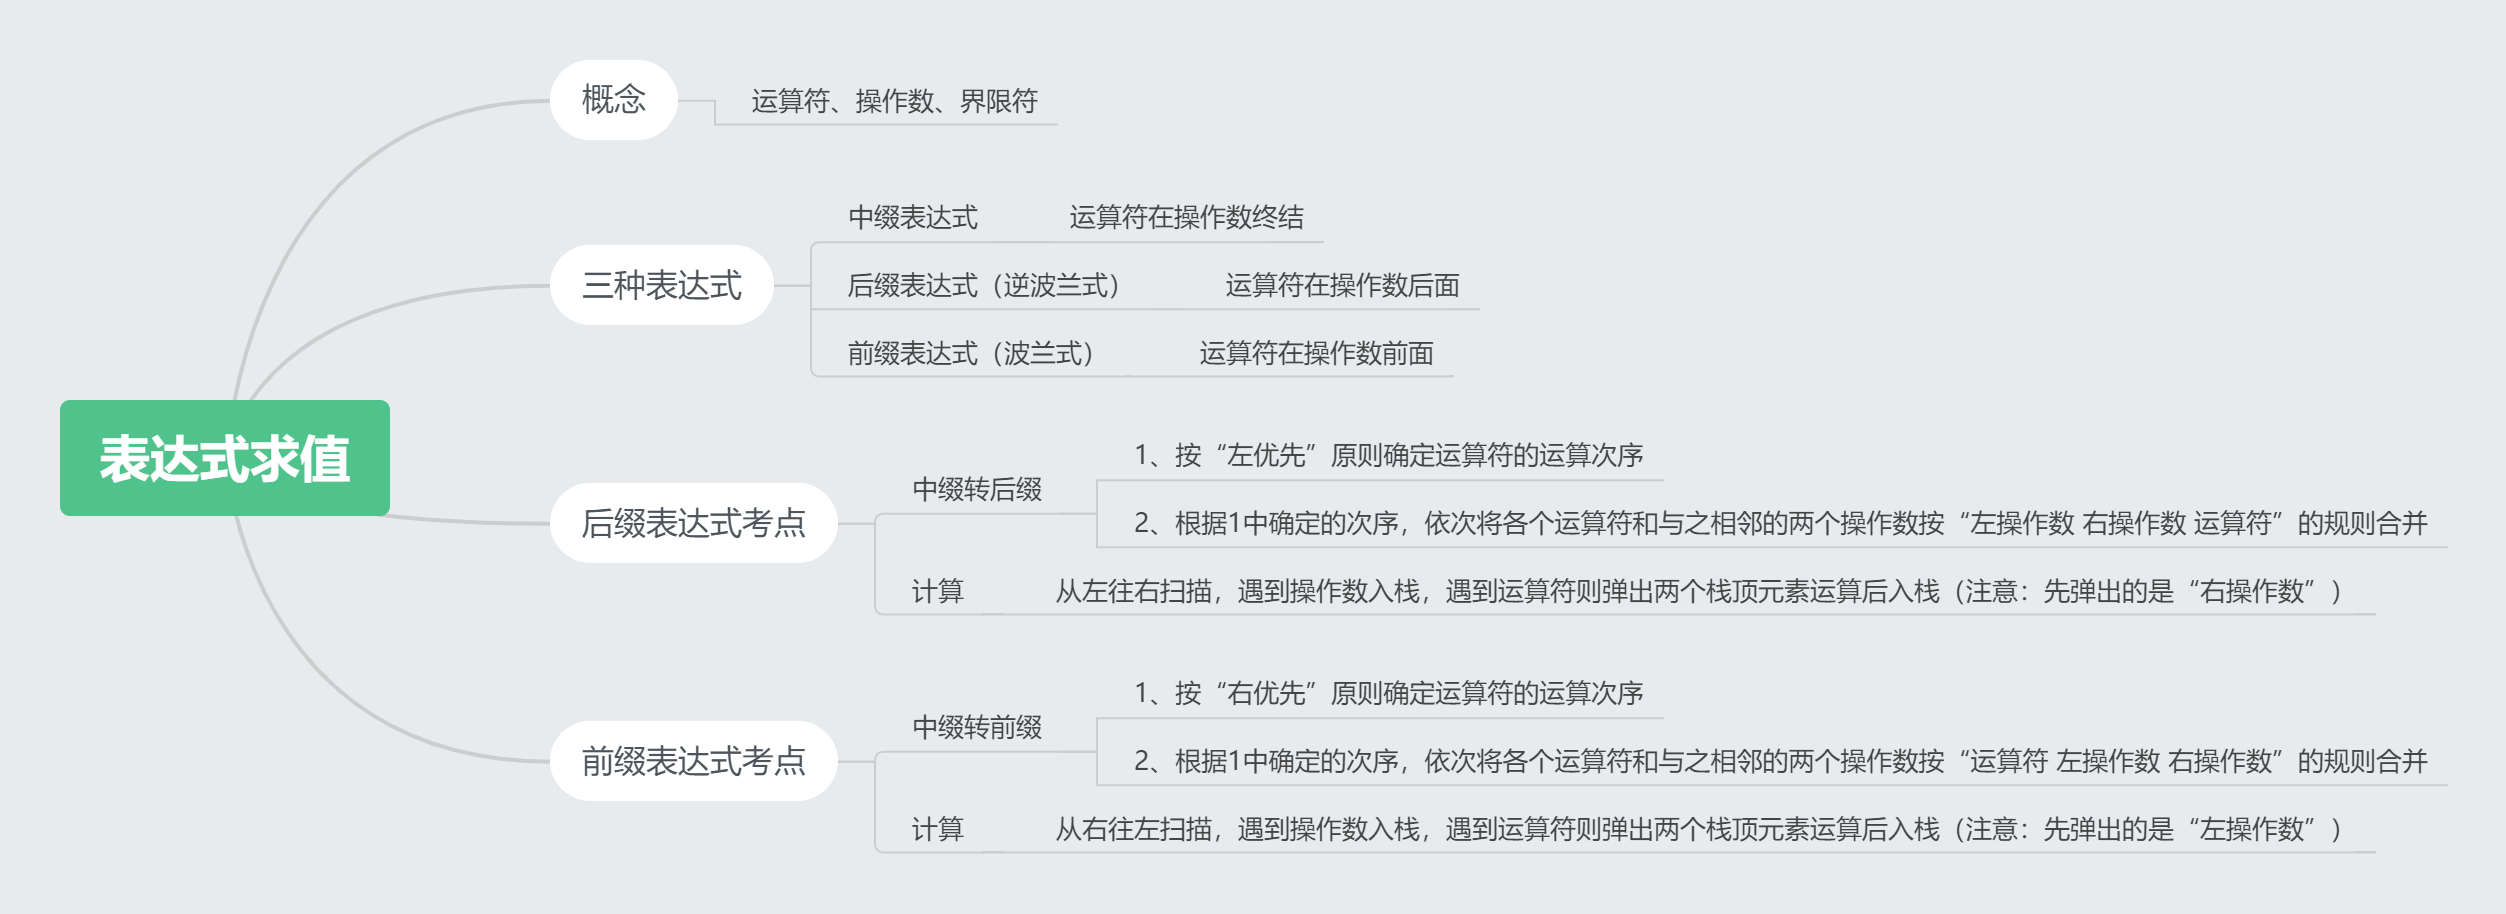 表达式求值
概念
运算符、操作数、界限符
三种表达式
中缀表达式
运算符在操作数终结
后缀表达式（逆波兰式）
运算符在操作数后面
前缀表达式（波兰式）
运算符在操作数前面
后缀表达式考点
中缀转后缀
1、按“左优先”原则确定运算符的运算次序
2、根据1中确定的次序，依次将各个运算符和与之相邻的两个操作数按“左操作数 右操作数 运算符”的规则合并
计算
从左往右扫描，遇到操作数入栈，遇到运算符则弹出两个栈顶元素运算后入栈（注意：先弹出的是“右操作数”）
前缀表达式考点
中缀转前缀
1、按“右优先”原则确定运算符的运算次序
2、根据1中确定的次序，依次将各个运算符和与之相邻的两个操作数按“运算符 左操作数 右操作数”的规则合并
计算
从右往左扫描，遇到操作数入栈，遇到运算符则弹出两个栈顶元素运算后入栈（注意：先弹出的是“左操作数”）